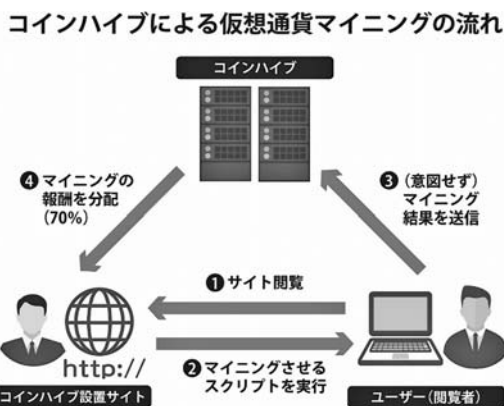 コインハイブによる仮想通貨マイニングの流れ
コインハイブ
❹ マイニングの
報酬を分配
(70%)
❸ (意図せず)
マイニング
結果を送信
❶ サイト閲覧
http://
❷ マイニングさせる
スクリプトを実行
コインハイブ設置サイト
ユーザー(閲覧者)